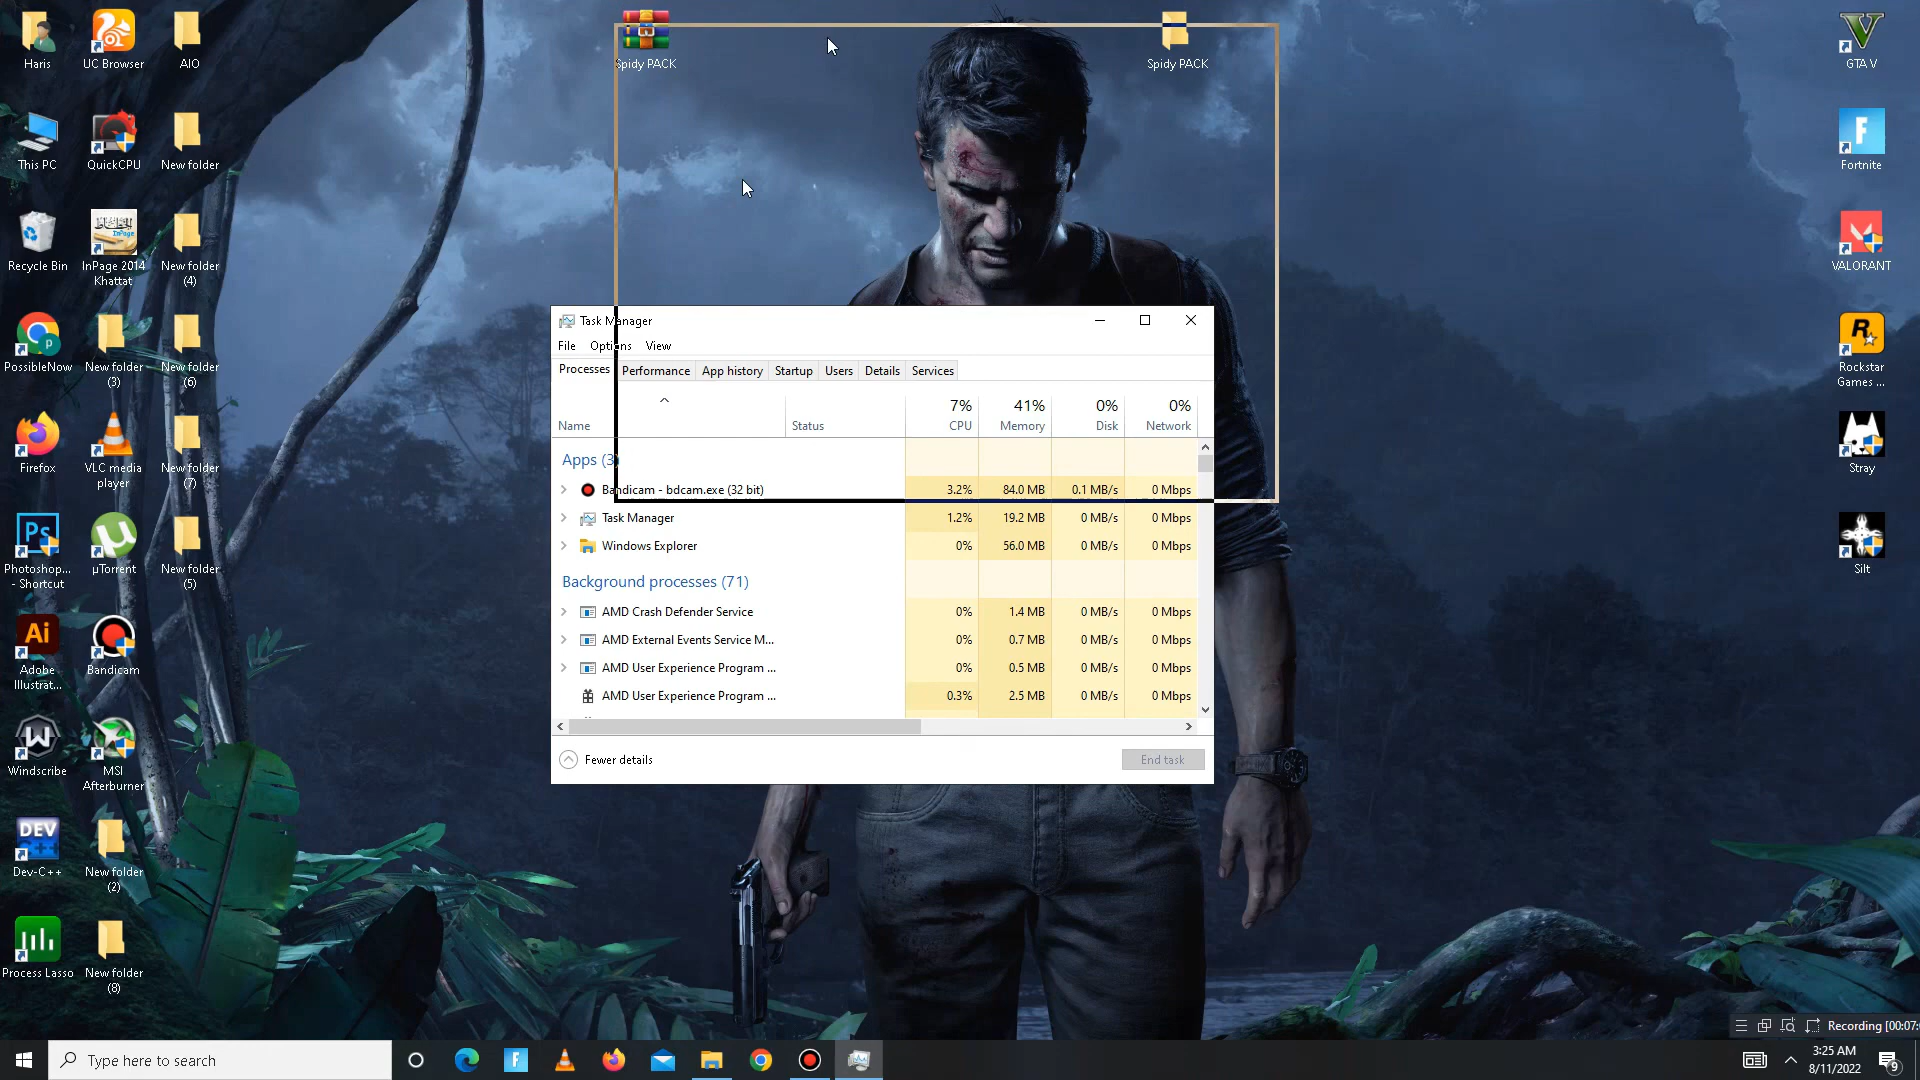 Haris
UC Browser
AIO
This PC
QuickCPU
New folder
Recycle Bin
InPage 2014
Khattat
New folder
(4)
PossibleNow
New folder
(3)
New folder
(6)
Firefox
VLC media
player
New folder
(7)
Photoshop...
- Shortcut
µTorrent
New folder
(5)
Adobe
Illustrat...
Bandicam
Windscribe
MSI
Afterburner
Dev-C++
New folder
(2)
Process Lasso
New folder
(8)
Spidy PACK
Spidy PACK
GTA V
Fortnite
VALORANT
Rockstar
Games ...
Stray
Silt
Task Manager
File Options View
Processes Performance App history Startup Users Details Services
7% 41% 0% 0%
Name Status CPU Memory Disk Network
Apps (3)
Bandicam - bdcam.exe (32 bit) 3.2% 84.0 MB 0.1 MB/s 0 Mbps
Task Manager 1.2% 19.2 MB 0 MB/s 0 Mbps
Windows Explorer 0% 56.0 MB 0 MB/s 0 Mbps
Background processes (71)
AMD Crash Defender Service 0% 1.4 MB 0 MB/s 0 Mbps
AMD External Events Service M... 0% 0.7 MB 0 MB/s 0 Mbps
AMD User Experience Program ... 0% 0.5 MB 0 MB/s 0 Mbps
AMD User Experience Program ... 0.3% 2.5 MB 0 MB/s 0 Mbps
Fewer details End task
Recording [00:07:
Type here to search
3:25 AM
8/11/2022
9